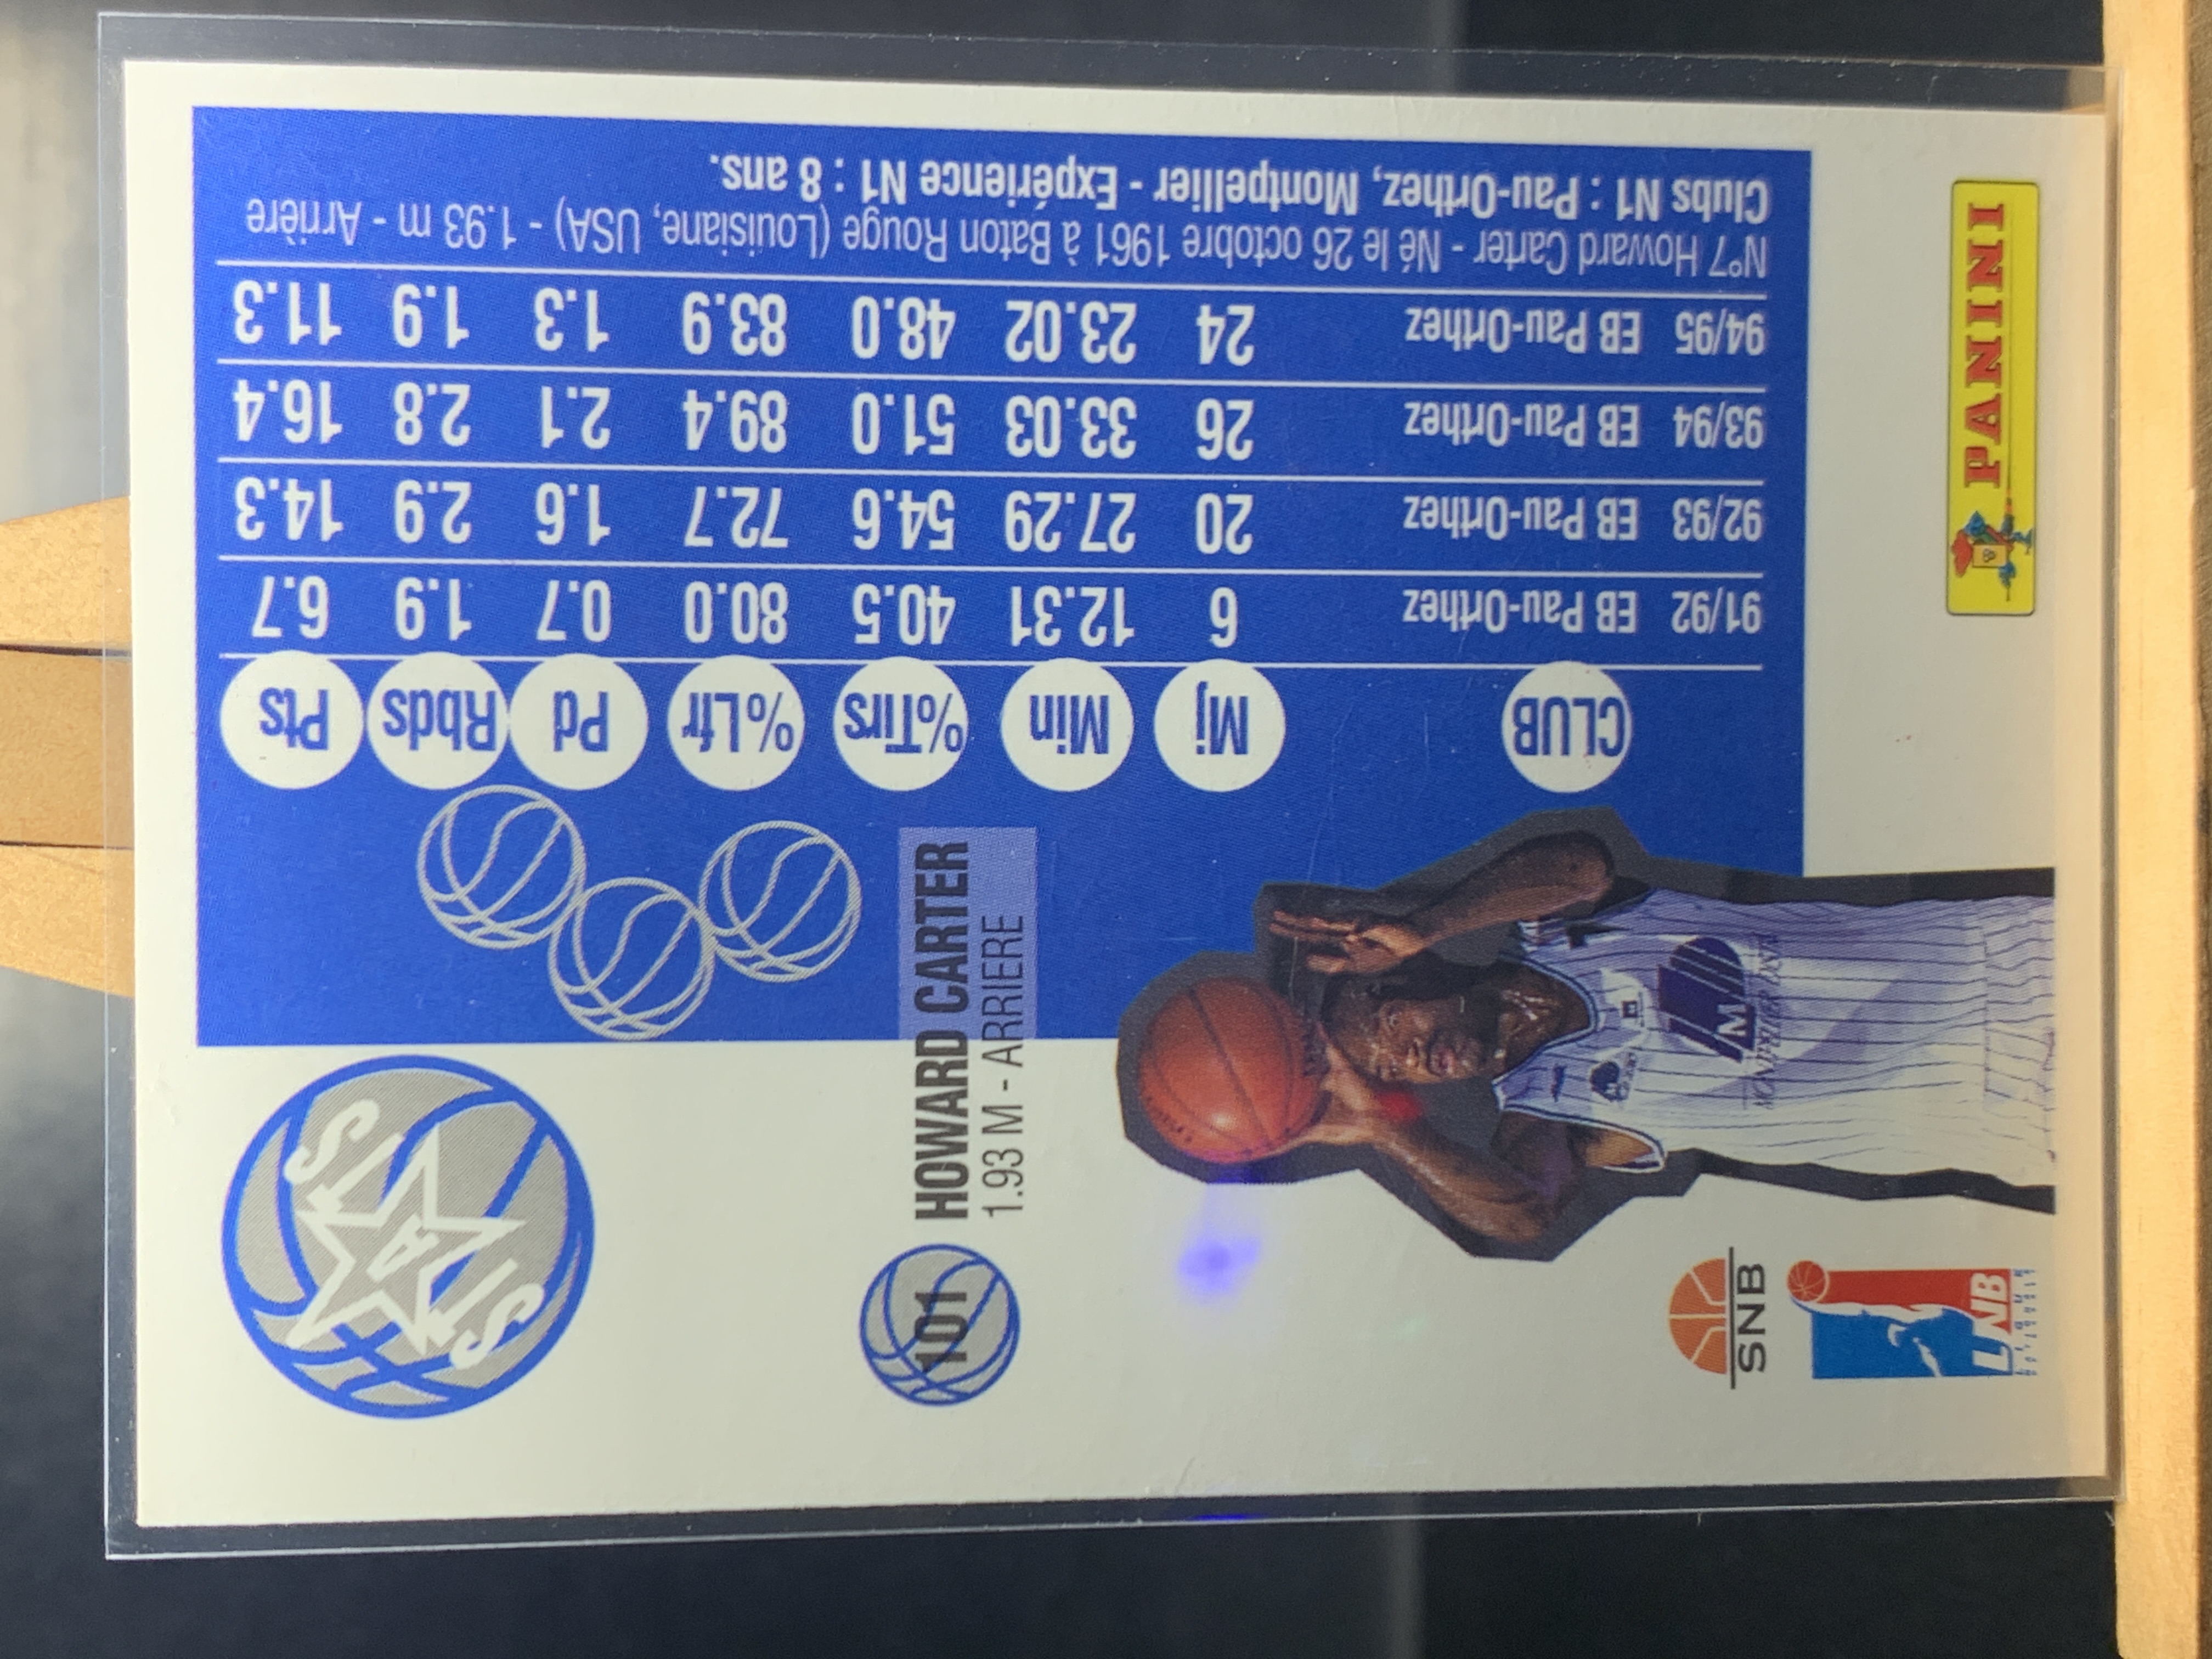 PANINI
STARS
101
HOWARD CARTER
1.93 M - ARRIERE
SNB
LNB
MONTPELLIER
CLUB Mj Min %Tirs %Lfr Pd Rbds Pts
91/92 EB Pau-Orthez 6 12.31 40.5 80.0 0.7 1.9 6.7
92/93 EB Pau-Orthez 20 27.29 54.6 72.7 1.6 2.9 14.3
93/94 EB Pau-Orthez 26 33.03 51.0 89.4 2.1 2.8 16.4
94/95 EB Pau-Orthez 24 23.02 48.0 83.9 1.3 1.9 11.3
N°7 Howard Carter - Né le 26 octobre 1961 à Baton Rouge (Louisiane, USA) - 1.93 m - Arrière
Clubs N1 : Pau-Orthez, Montpellier - Expérience N1 : 8 ans.